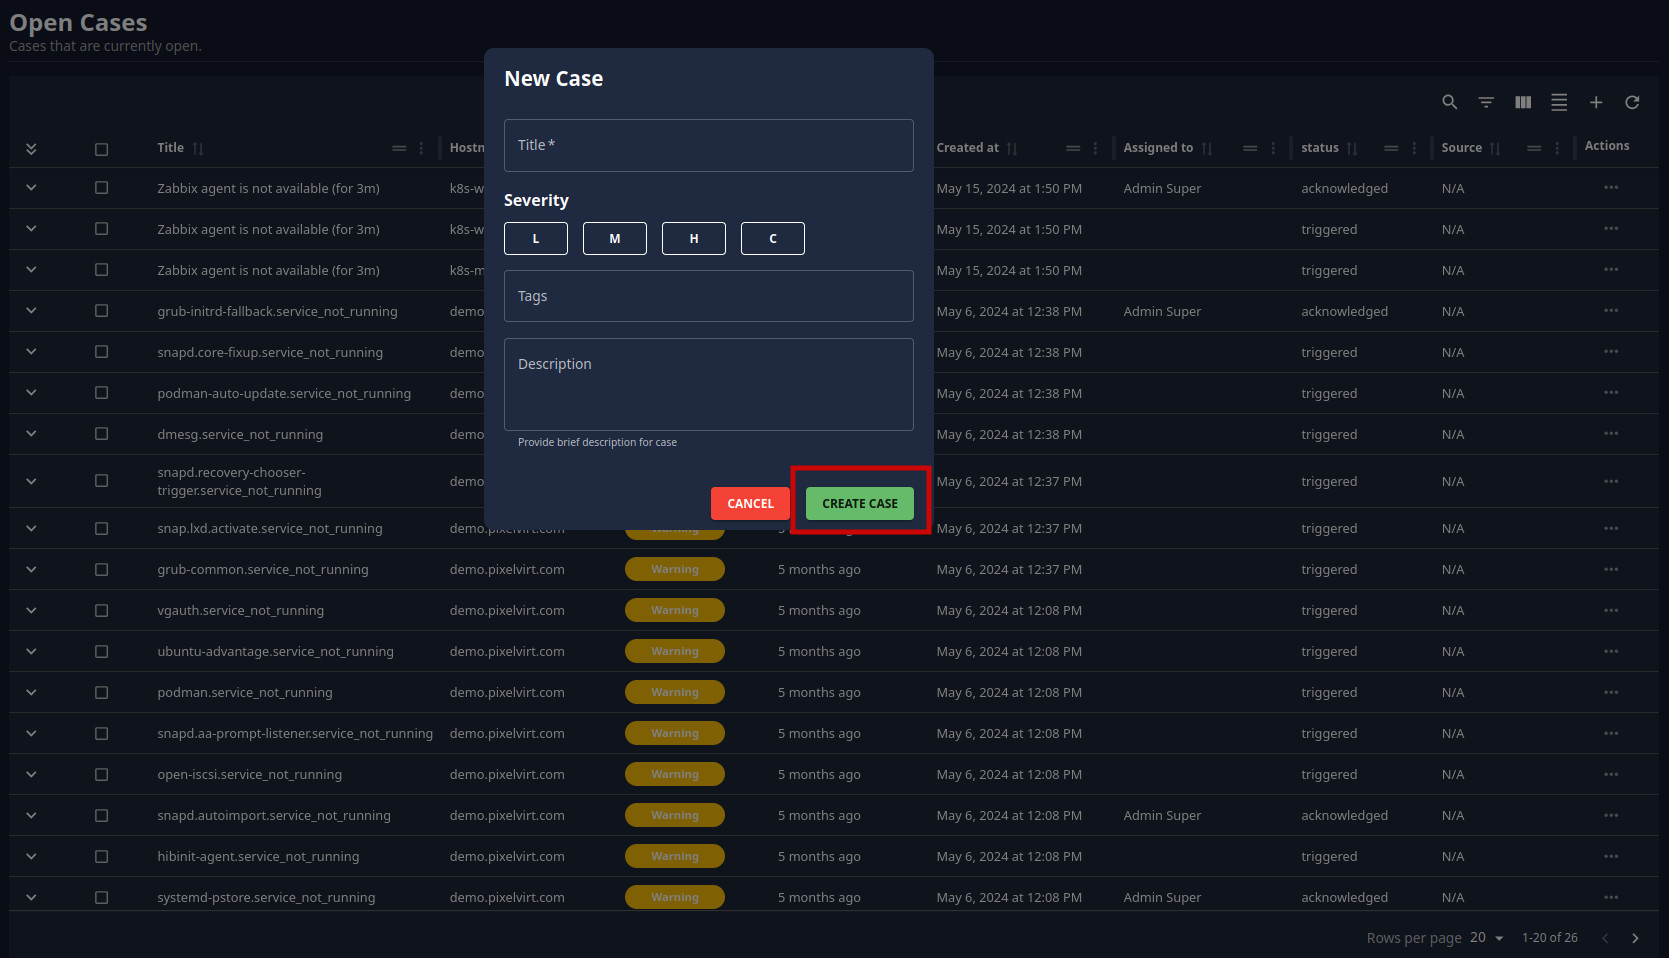 Open Cases
Cases that are currently open.
New Case
Title *
Severity
L M H C
Tags
Description
Provide brief description for case
CANCEL CREATE CASE
Title Hostn Created at Assigned to status Source Actions
Zabbix agent is not available (for 3m) k8s-w May 15, 2024 at 1:50 PM Admin Super acknowledged N/A
Zabbix agent is not available (for 3m) k8s-w May 15, 2024 at 1:50 PM triggered N/A
Zabbix agent is not available (for 3m) k8s-m May 15, 2024 at 1:50 PM triggered N/A
grub-initrd-fallback.service_not_running demo May 6, 2024 at 12:38 PM Admin Super acknowledged N/A
snapd.core-fixup.service_not_running demo May 6, 2024 at 12:38 PM triggered N/A
podman-auto-update.service_not_running demo May 6, 2024 at 12:38 PM triggered N/A
dmesg.service_not_running demo May 6, 2024 at 12:38 PM triggered N/A
snapd.recovery-chooser-
trigger.service_not_running demo May 6, 2024 at 12:37 PM triggered N/A
snap.lxd.activate.service_not_running demo.pixelvirt.com Warning May 6, 2024 at 12:37 PM triggered N/A
grub-common.service_not_running demo.pixelvirt.com Warning 5 months ago May 6, 2024 at 12:37 PM triggered N/A
vgauth.service_not_running demo.pixelvirt.com Warning 5 months ago May 6, 2024 at 12:08 PM triggered N/A
ubuntu-advantage.service_not_running demo.pixelvirt.com Warning 5 months ago May 6, 2024 at 12:08 PM triggered N/A
podman.service_not_running demo.pixelvirt.com Warning 5 months ago May 6, 2024 at 12:08 PM triggered N/A
snapd.aa-prompt-listener.service_not_running demo.pixelvirt.com Warning 5 months ago May 6, 2024 at 12:08 PM triggered N/A
open-iscsi.service_not_running demo.pixelvirt.com Warning 5 months ago May 6, 2024 at 12:08 PM triggered N/A
snapd.autoimport.service_not_running demo.pixelvirt.com Warning 5 months ago May 6, 2024 at 12:08 PM Admin Super acknowledged N/A
hibinit-agent.service_not_running demo.pixelvirt.com Warning 5 months ago May 6, 2024 at 12:08 PM triggered N/A
systemd-pstore.service_not_running demo.pixelvirt.com Warning 5 months ago May 6, 2024 at 12:08 PM Admin Super acknowledged N/A
Rows per page 20 1-20 of 26